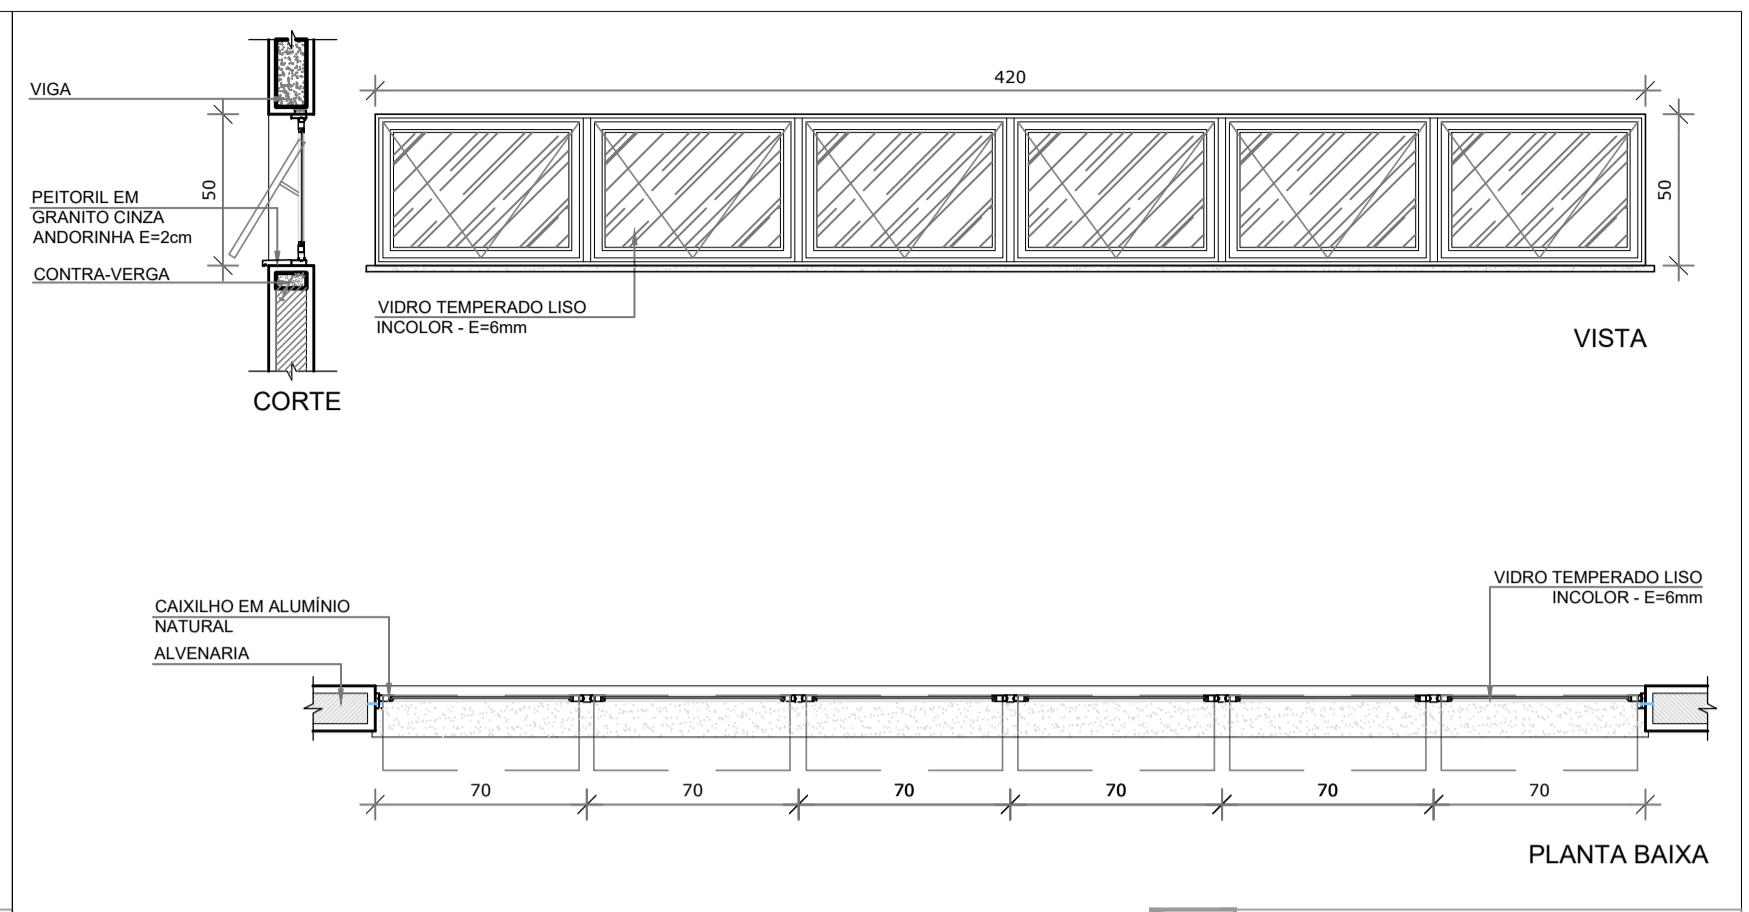 420
VIGA
50
50
PEITORIL EM
GRANITO CINZA
ANDORINHA E=2cm
CONTRA-VERGA
VIDRO TEMPERADO LISO
INCOLOR - E=6mm
VISTA
CORTE
VIDRO TEMPERADO LISO
INCOLOR - E=6mm
CAIXILHO EM ALUMÍNIO
NATURAL
ALVENARIA
70 70 70 70 70 70
PLANTA BAIXA